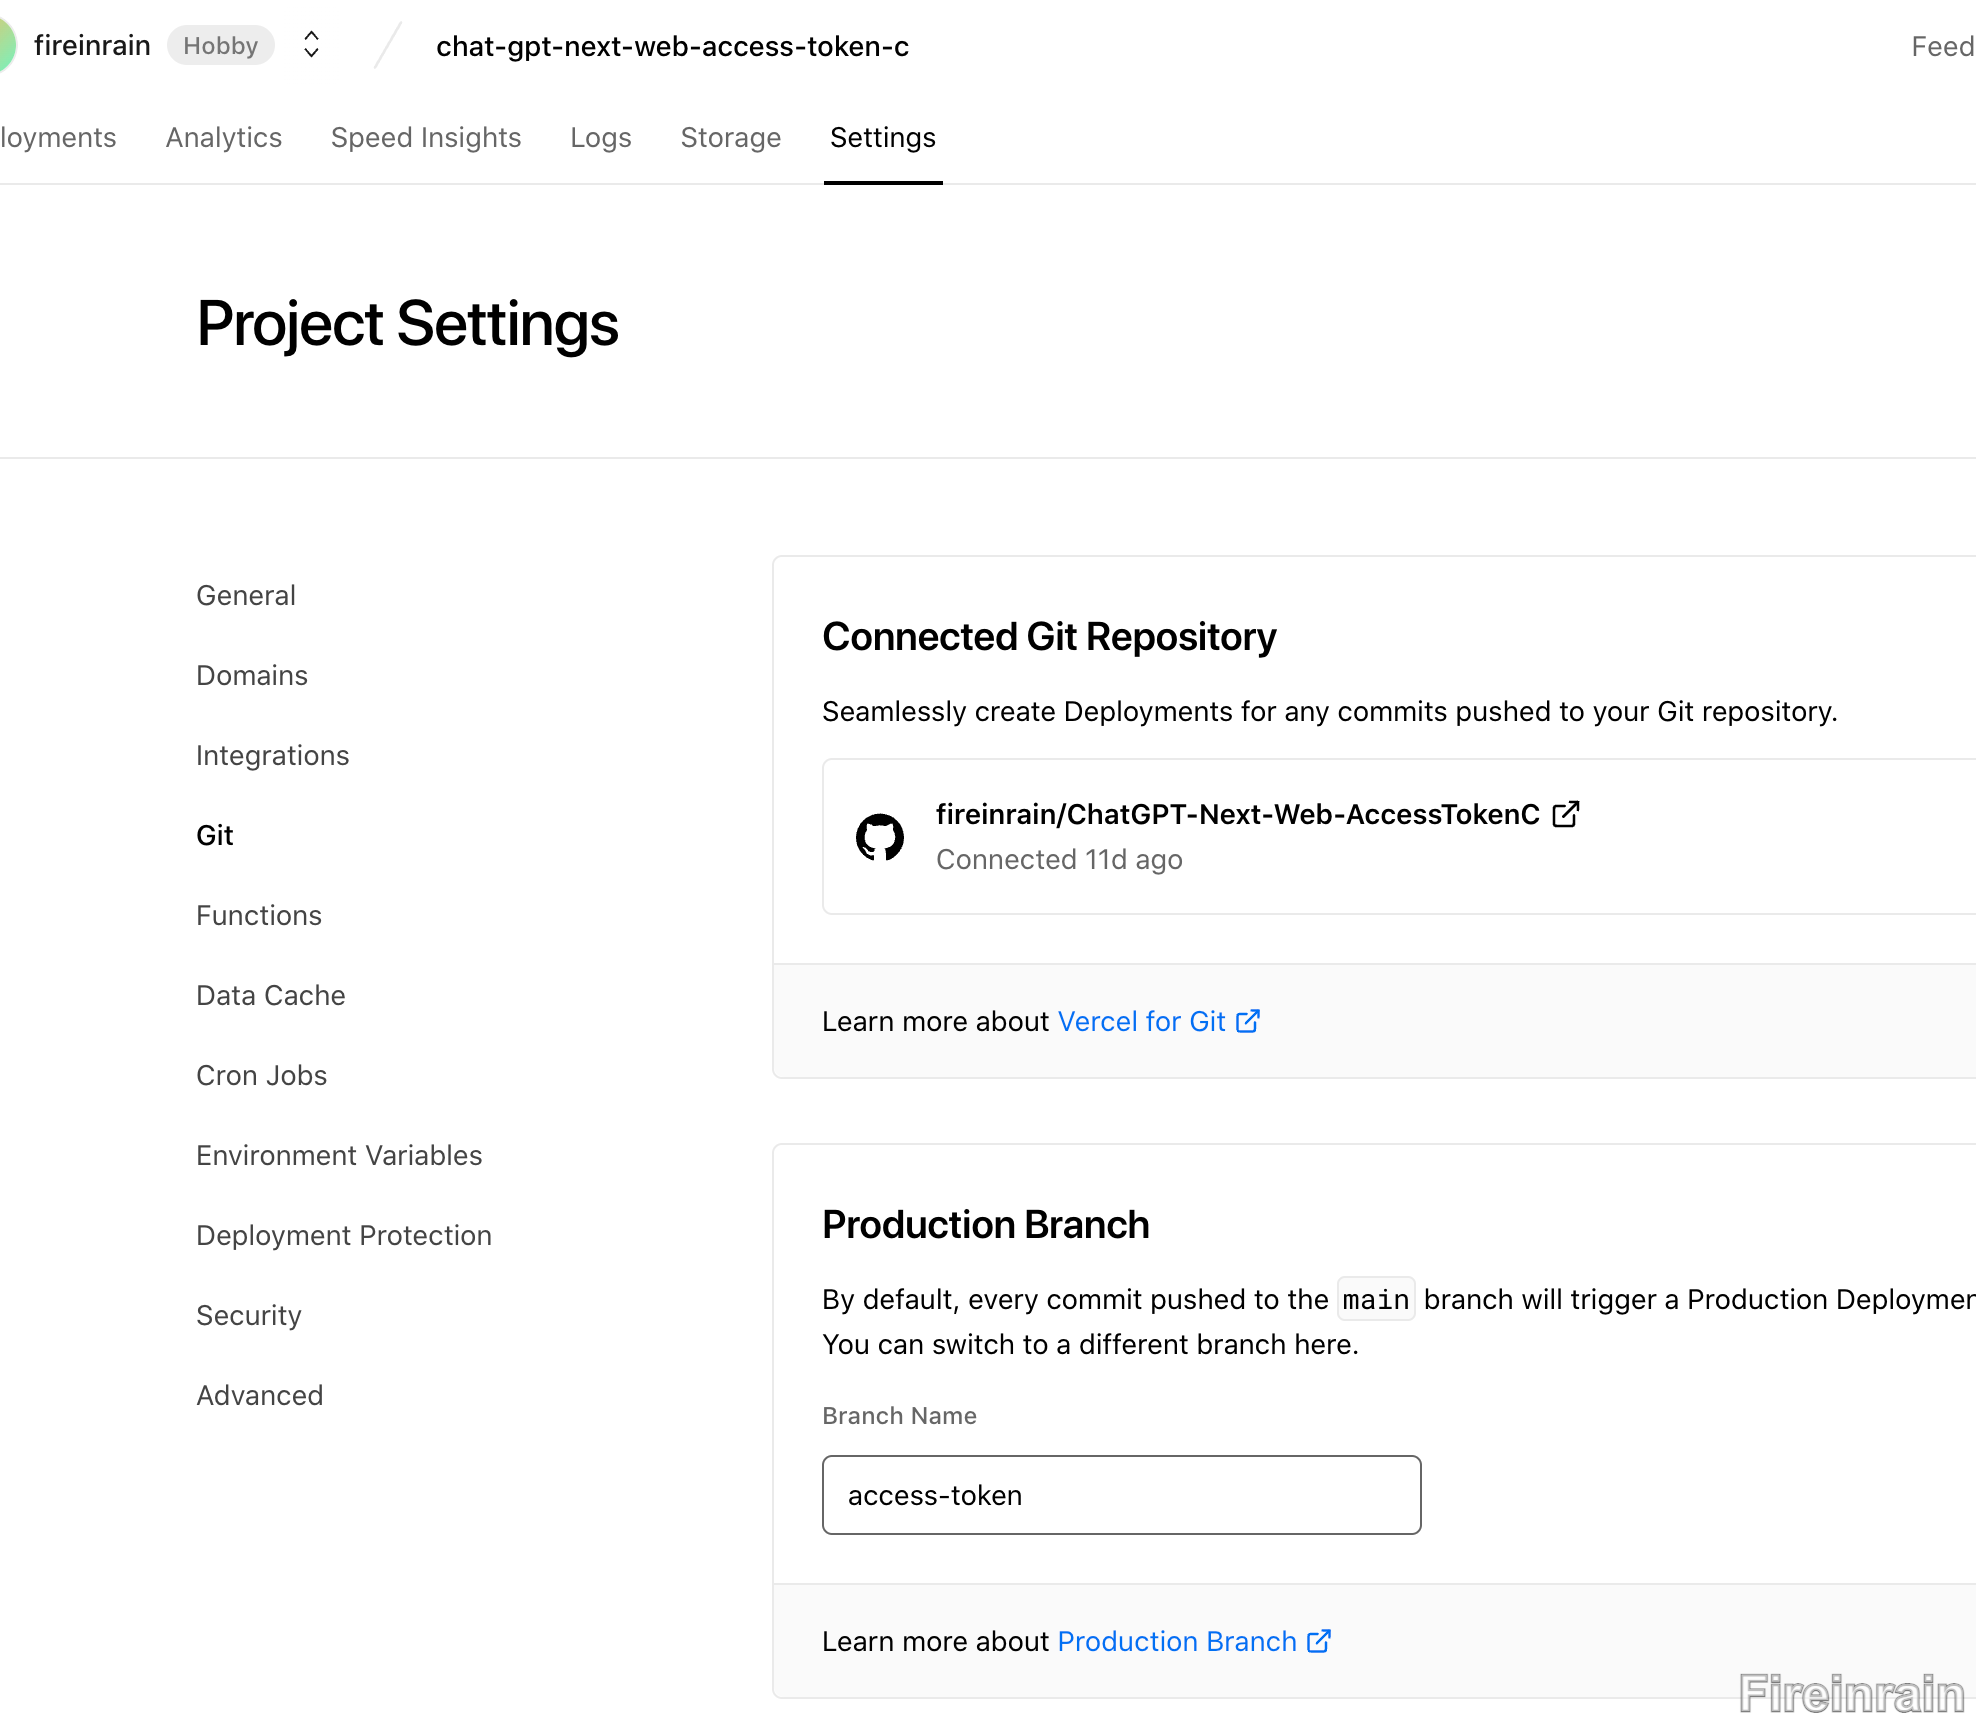 fireinrain Hobby chat-gpt-next-web-access-token-c Feed
loyments Analytics Speed Insights Logs Storage Settings
Project Settings
General
Domains
Integrations
Git
Functions
Data Cache
Cron Jobs
Environment Variables
Deployment Protection
Security
Advanced
Connected Git Repository
Seamlessly create Deployments for any commits pushed to your Git repository.
fireinrain/ChatGPT-Next-Web-AccessTokenC
Connected 11d ago
Learn more about Vercel for Git
Production Branch
By default, every commit pushed to the main branch will trigger a Production Deploymen
You can switch to a different branch here.
Branch Name
access-token
Learn more about Production Branch
Fireinrain